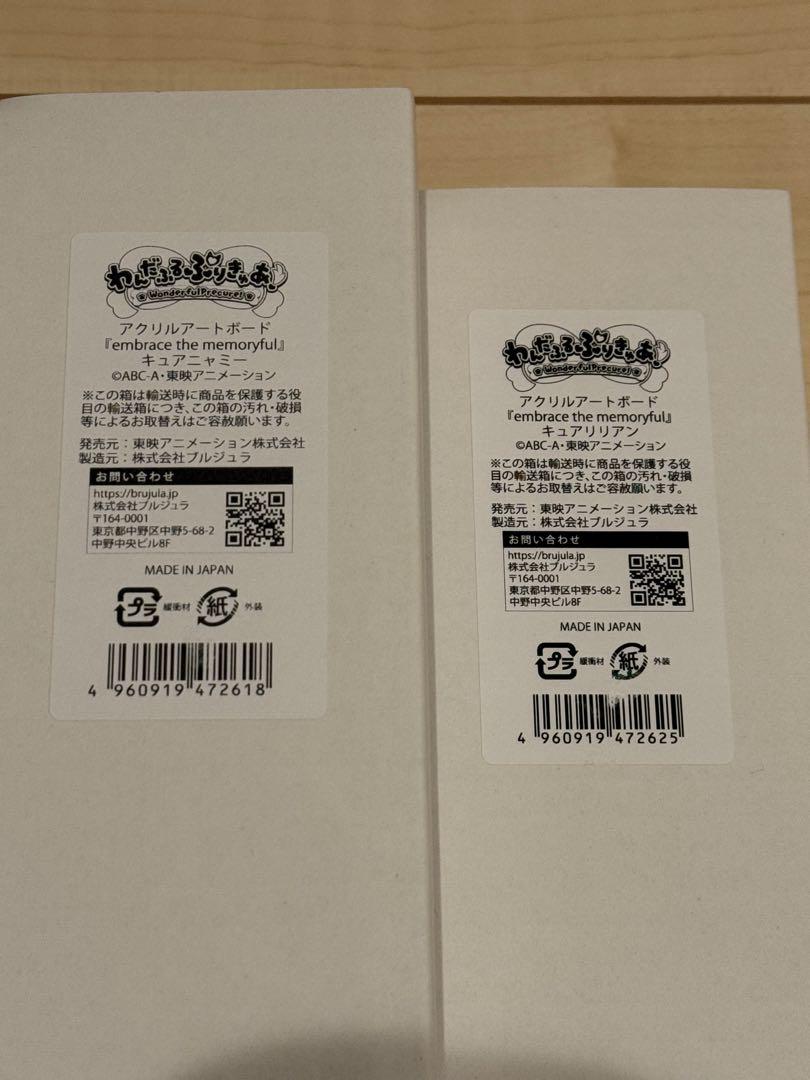 わんだふるぷりきゅあ!
WonderfulPrecure!
アクリルアートボード
『embrace the memoryful』
キュアニャミー
©ABC-A・東映アニメーション
※この箱は輸送時に商品を保護する役
目の輸送箱につき、この箱の汚れ・破損
等によるお取替えはご容赦願います。
発売元：東映アニメーション株式会社
製造元：株式会社ブルジュラ
お問い合わせ
https://brujula.jp
株式会社ブルジュラ
〒164-0001
東京都中野区中野5-68-2
中野中央ビル8F
MADE IN JAPAN
プラ 緩衝材 紙 外装
4 960919 472618
わんだふるぷりきゅあ!
WonderfulPrecure!
アクリルアートボード
『embrace the memoryful』
キュアリリアン
©ABC-A・東映アニメーション
※この箱は輸送時に商品を保護する役
目の輸送箱につき、この箱の汚れ・破損
等によるお取替えはご容赦願います。
発売元：東映アニメーション株式会社
製造元：株式会社ブルジュラ
お問い合わせ
https://brujula.jp
株式会社ブルジュラ
〒164-0001
東京都中野区中野5-68-2
中野中央ビル8F
MADE IN JAPAN
プラ 緩衝材 紙 外装
4 960919 472625